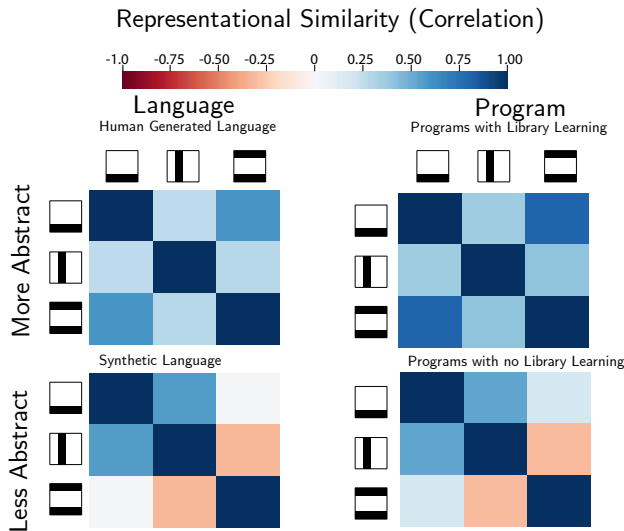 Representational Similarity (Correlation)
-1.0 -0.75 -0.50 -0.25 0 0.25 0.50 0.75 1.00
Language Program
Human Generated Language Programs with Library Learning
More Abstract
Synthetic Language Programs with no Library Learning
Less Abstract